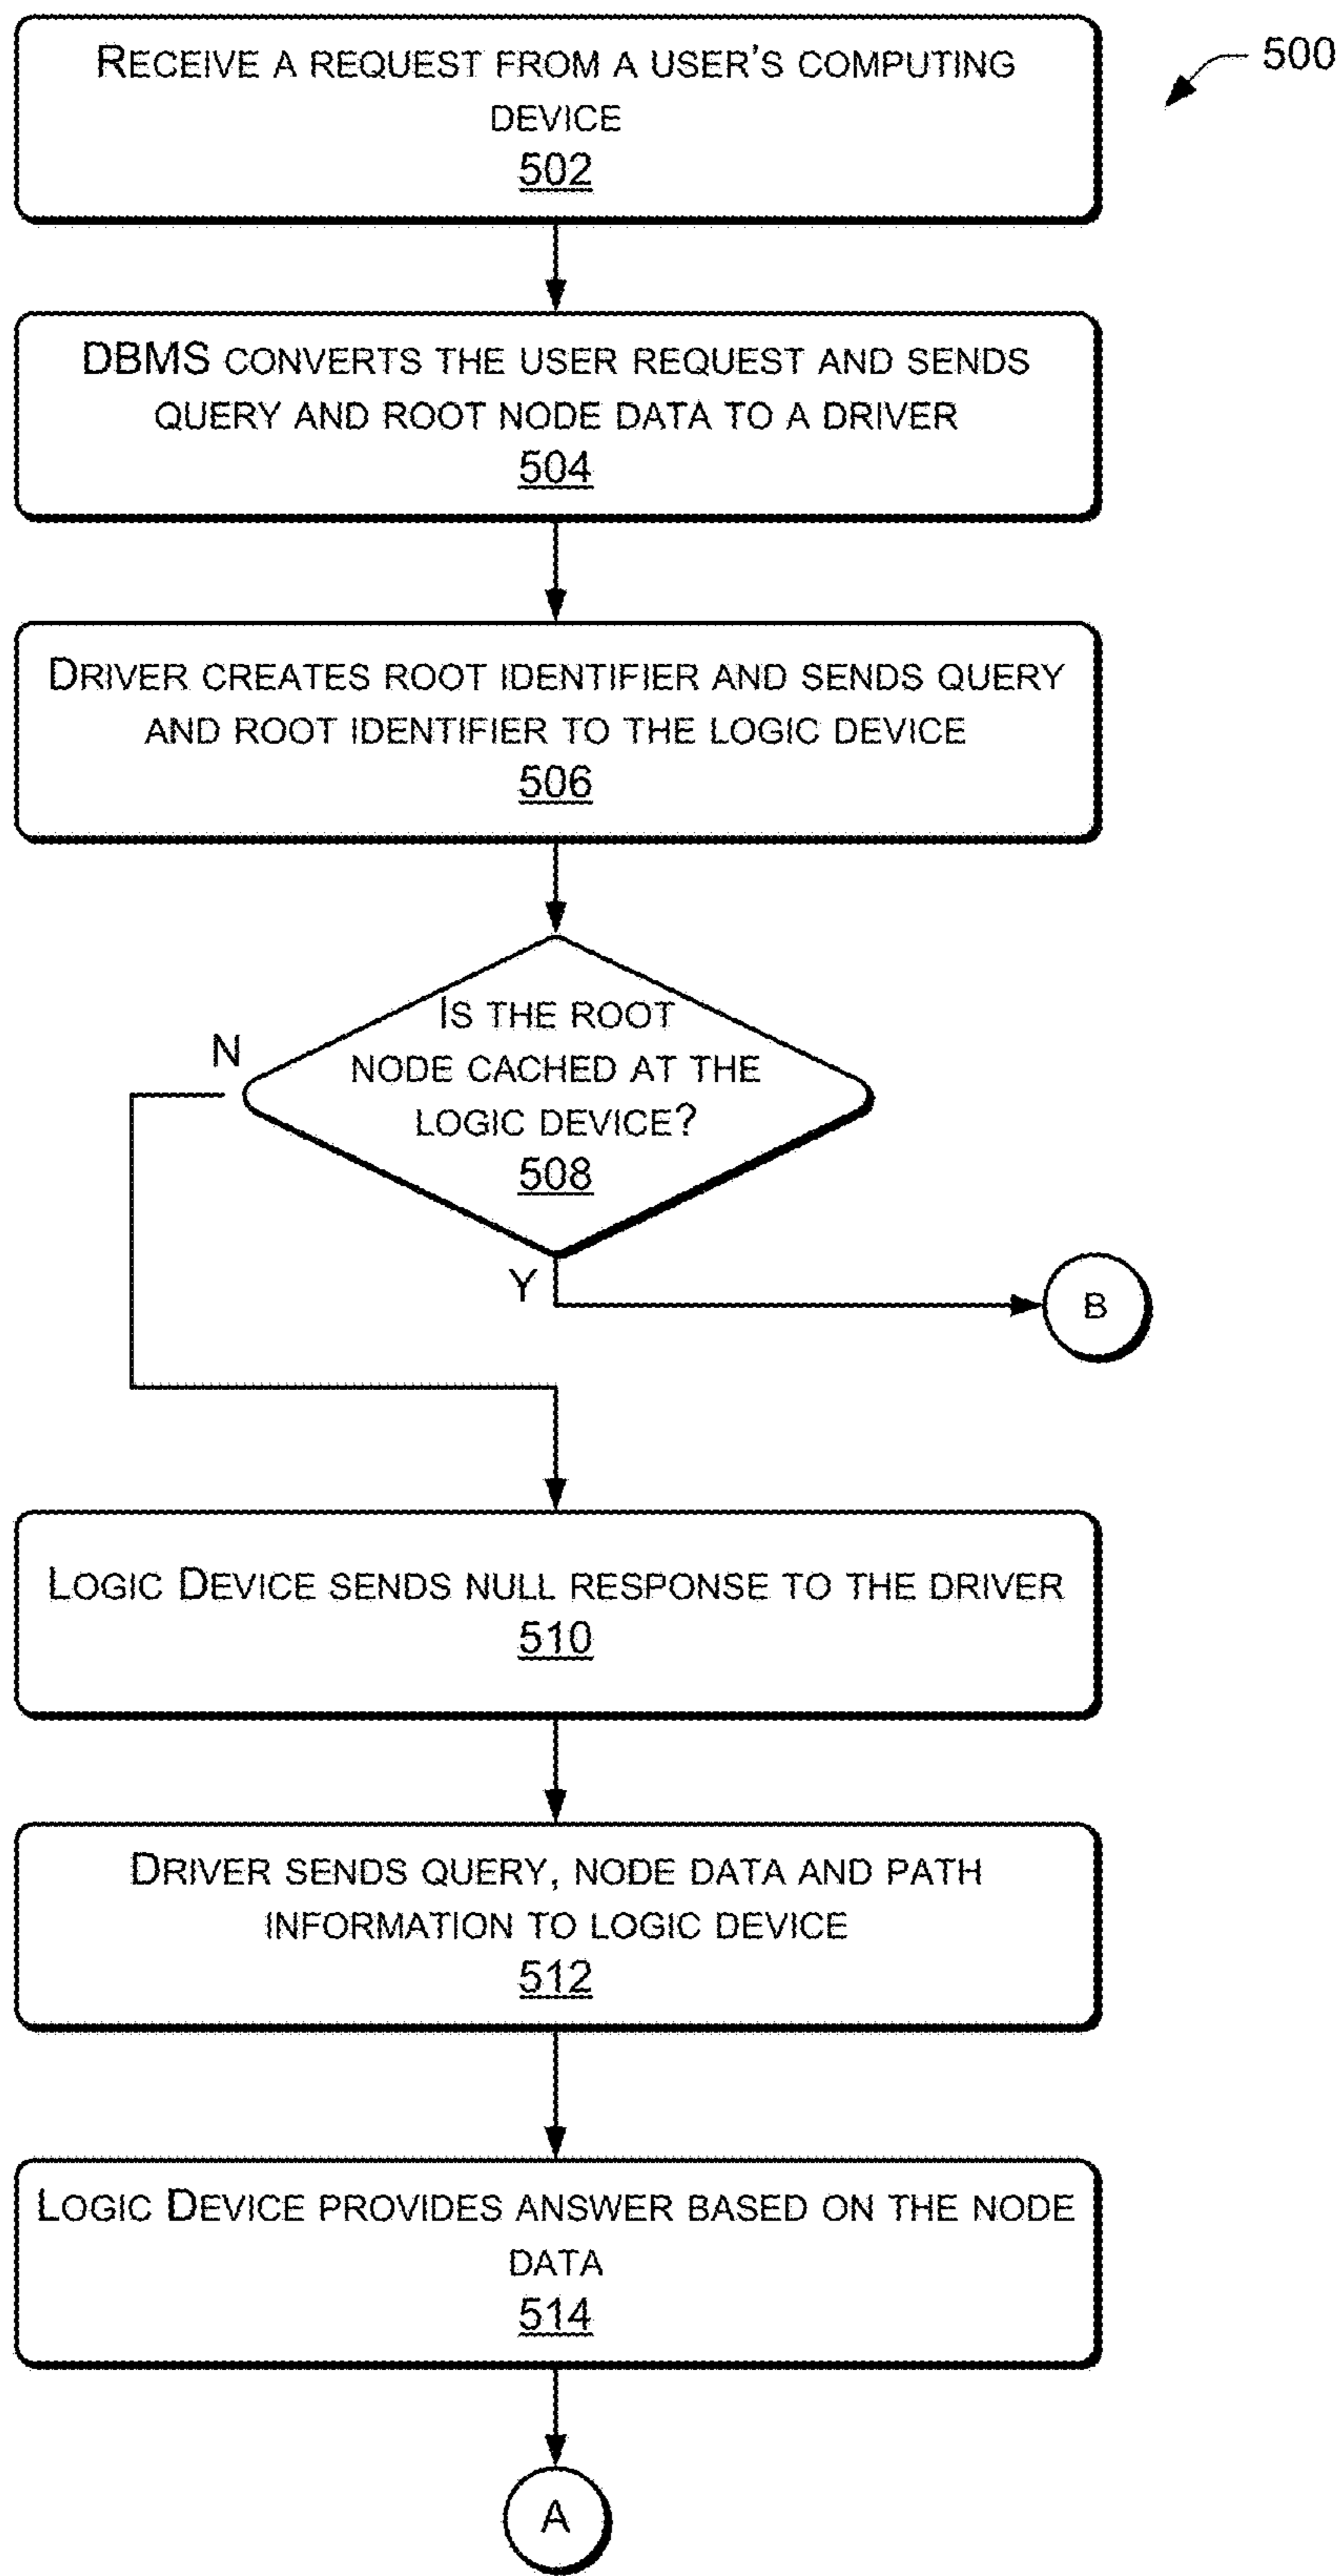 RECEIVE A REQUEST FROM A USER'S COMPUTING
DEVICE
502
500
DBMS CONVERTS THE USER REQUEST AND SENDS
QUERY AND ROOT NODE DATA TO A DRIVER
504
DRIVER CREATES ROOT IDENTIFIER AND SENDS QUERY
AND ROOT IDENTIFIER TO THE LOGIC DEVICE
506
IS THE ROOT
NODE CACHED AT THE
LOGIC DEVICE?
508
N
Y
B
LOGIC DEVICE SENDS NULL RESPONSE TO THE DRIVER
510
DRIVER SENDS QUERY, NODE DATA AND PATH
INFORMATION TO LOGIC DEVICE
512
LOGIC DEVICE PROVIDES ANSWER BASED ON THE NODE
DATA
514
A